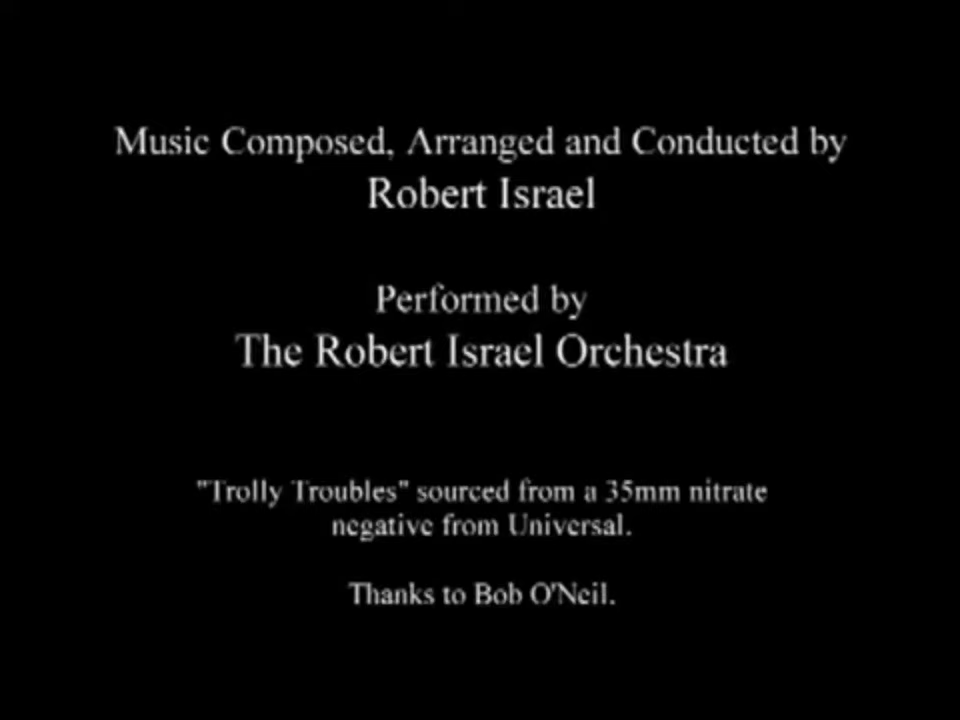 Music Composed, Arranged and Conducted by
Robert Israel
Performed by
The Robert Israel Orchestra
"Trolly Troubles" sourced from a 35mm nitrate
negative from Universal.
Thanks to Bob O'Neil.